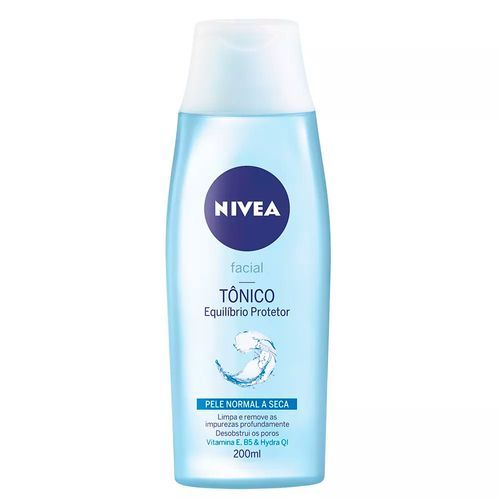 NIVEA
facial
TÔNICO
Equilíbrio Protetor
PELE NORMAL A SECA
Limpa e remove as
impurezas profundamente
Desobstrui os poros
Vitamina E, B5 & Hydra QI
200ml